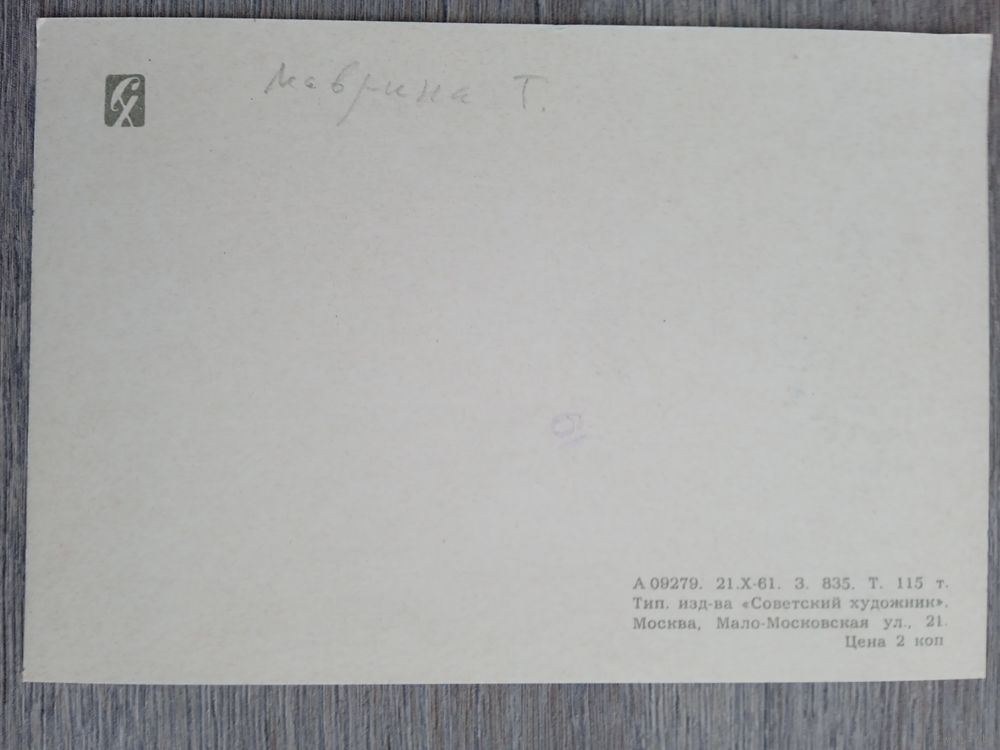 Маврина Т.
СХ
А 09279. 21.X-61. З. 835. Т. 115 т.
Тип. изд-ва «Советский художник».
Москва, Мало-Московская ул., 21.
Цена 2 коп